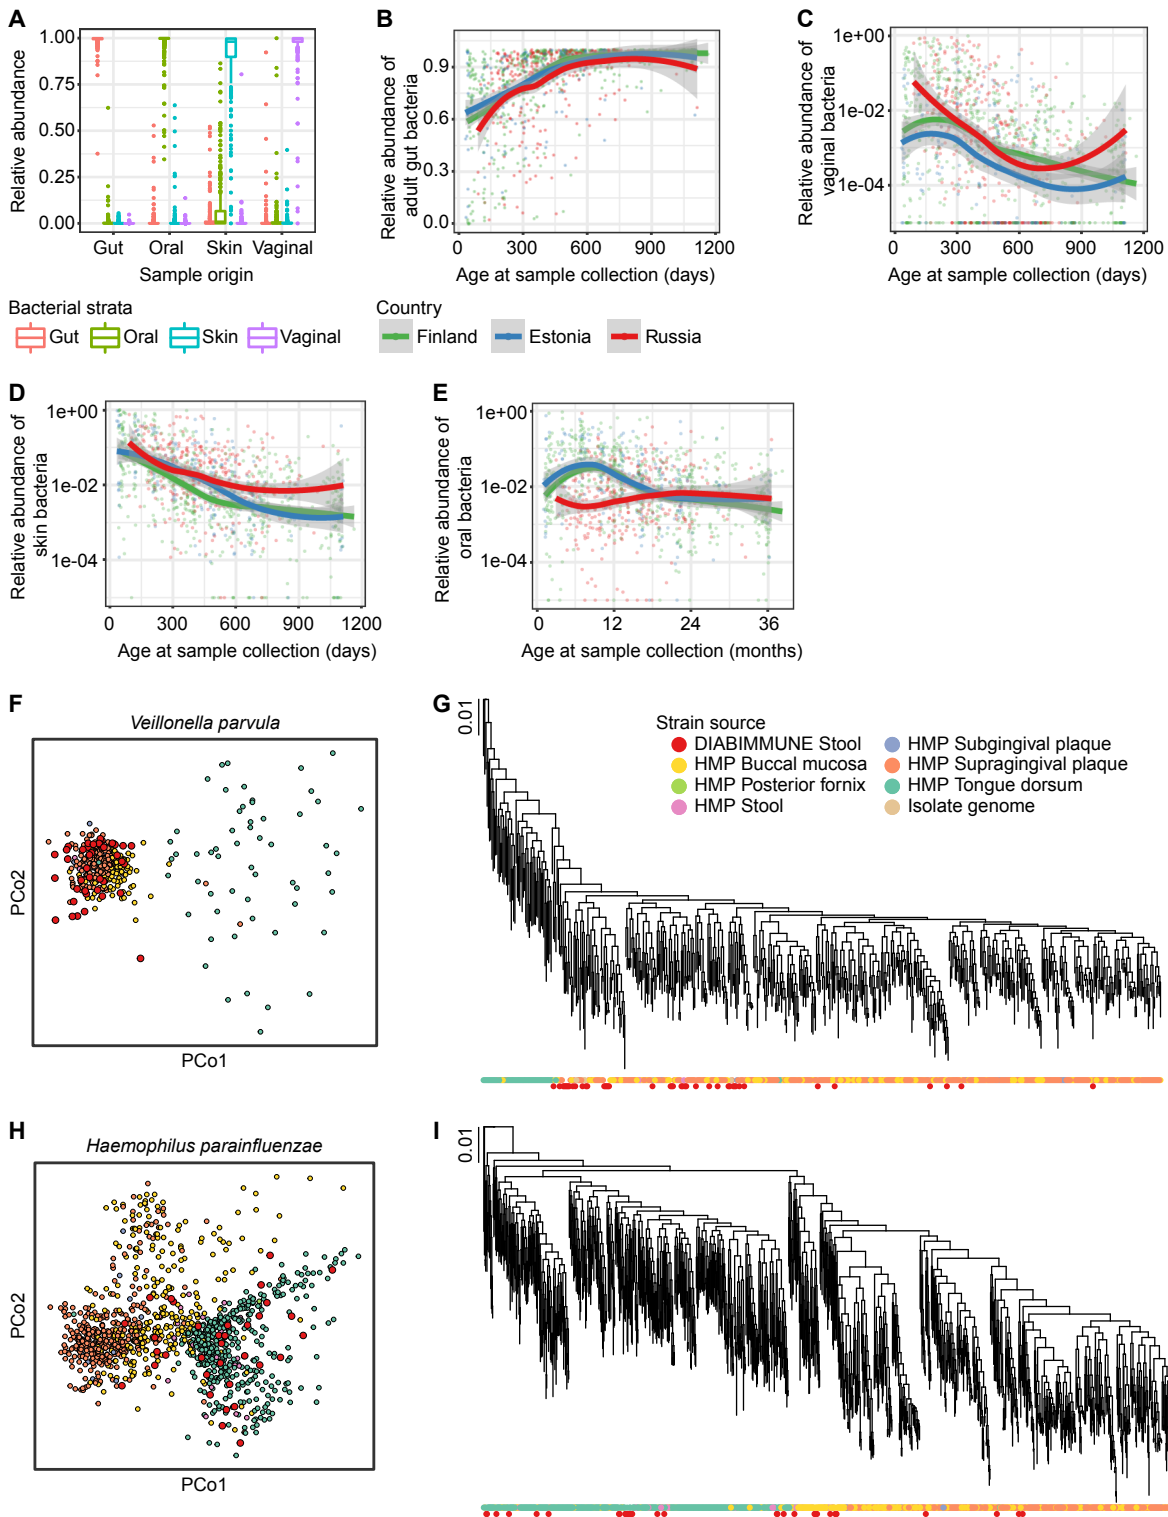 A
Relative abundance
1.00
0.75
0.50
0.25
0.00
Gut
Oral
Skin
Vaginal
Sample origin
B
Relative abundance of
adult gut bacteria
0.9
0.6
0.3
0.0
0
300
600
900
1200
Age at sample collection (days)
C
Relative abundance of
vaginal bacteria
1e+00
1e-02
1e-04
0
300
600
900
1200
Age at sample collection (days)
Bacterial strata
Gut
Oral
Skin
Vaginal
Country
Finland
Estonia
Russia
D
Relative abundance of
skin bacteria
1e+00
1e-02
1e-04
0
300
600
900
1200
Age at sample collection (days)
E
Relative abundance of
oral bacteria
1e+00
1e-02
1e-04
0
12
24
36
Age at sample collection (months)
F
Veillonella parvula
PCo2
PCo1
G
0.01
Strain source
DIABIMMUNE Stool
HMP Buccal mucosa
HMP Posterior fornix
HMP Stool
HMP Subgingival plaque
HMP Supragingival plaque
HMP Tongue dorsum
Isolate genome
H
Haemophilus parainfluenzae
PCo2
PCo1
I
0.01